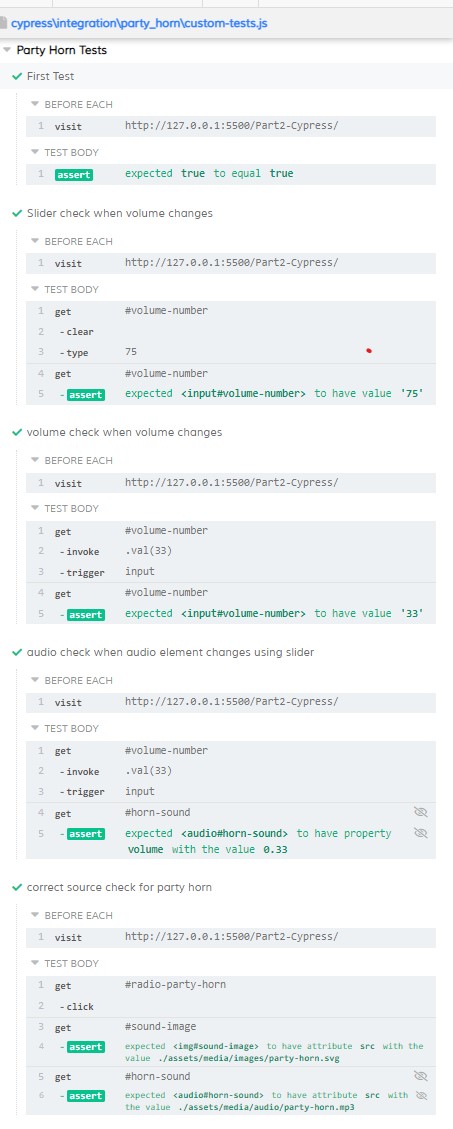 cypress\integration\party_horn\custom-tests.js
Party Horn Tests
First Test
BEFORE EACH
1 visit http://127.0.0.1:5500/Part2-Cypress/
TEST BODY
1 assert expected true to equal true
Slider check when volume changes
BEFORE EACH
1 visit http://127.0.0.1:5500/Part2-Cypress/
TEST BODY
1 get #volume-number
2 -clear
3 -type 75
4 get #volume-number
5 -assert expected <input#volume-number> to have value '75'
volume check when volume changes
BEFORE EACH
1 visit http://127.0.0.1:5500/Part2-Cypress/
TEST BODY
1 get #volume-number
2 -invoke .val(33)
3 -trigger input
4 get #volume-number
5 -assert expected <input#volume-number> to have value '33'
audio check when audio element changes using slider
BEFORE EACH
1 visit http://127.0.0.1:5500/Part2-Cypress/
TEST BODY
1 get #volume-number
2 -invoke .val(33)
3 -trigger input
4 get #horn-sound
5 -assert expected <audio#horn-sound> to have property
volume with the value 0.33
correct source check for party horn
BEFORE EACH
1 visit http://127.0.0.1:5500/Part2-Cypress/
TEST BODY
1 get #radio-party-horn
2 -click
3 get #sound-image
4 -assert expected <img#sound-image> to have attribute src with the
value ./assets/media/images/party-horn.svg
5 get #horn-sound
6 -assert expected <audio#horn-sound> to have attribute src with
the value ./assets/media/audio/party-horn.mp3